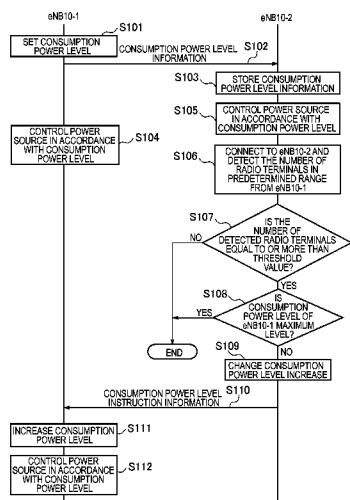 eNB10-1
eNB10-2
S101
SET CONSUMPTION
POWER LEVEL
CONSUMPTION POWER LEVEL
INFORMATION
S102
S103
STORE CONSUMPTION
POWER LEVEL INFORMATION
S105
CONTROL POWER SOURCE
IN ACCORDANCE WITH
CONSUMPTION POWER LEVEL
CONTROL POWER
SOURCE IN ACCORDANCE
WITH CONSUMPTION
POWER LEVEL
S104
S106
CONNECT TO eNB10-2 AND
DETECT THE NUMBER OF
RADIO TERMINALS IN
PREDETERMINED RANGE
FROM eNB10-1
S107
IS THE
NUMBER OF
DETECTED RADIO TERMINALS
EQUAL TO OR MORE THAN
THRESHOLD
VALUE?
NO
YES
S108
IS
CONSUMPTION
POWER LEVEL OF
eNB10-1 MAXIMUM
LEVEL?
YES
NO
END
S109
CHANGE CONSUMPTION
POWER LEVEL INCREASE
CONSUMPTION POWER LEVEL
INSTRUCTION INFORMATION
S110
INCREASE CONSUMPTION
POWER LEVEL
S111
CONTROL POWER
SOURCE IN ACCORDANCE
WITH CONSUMPTION
POWER LEVEL
S112